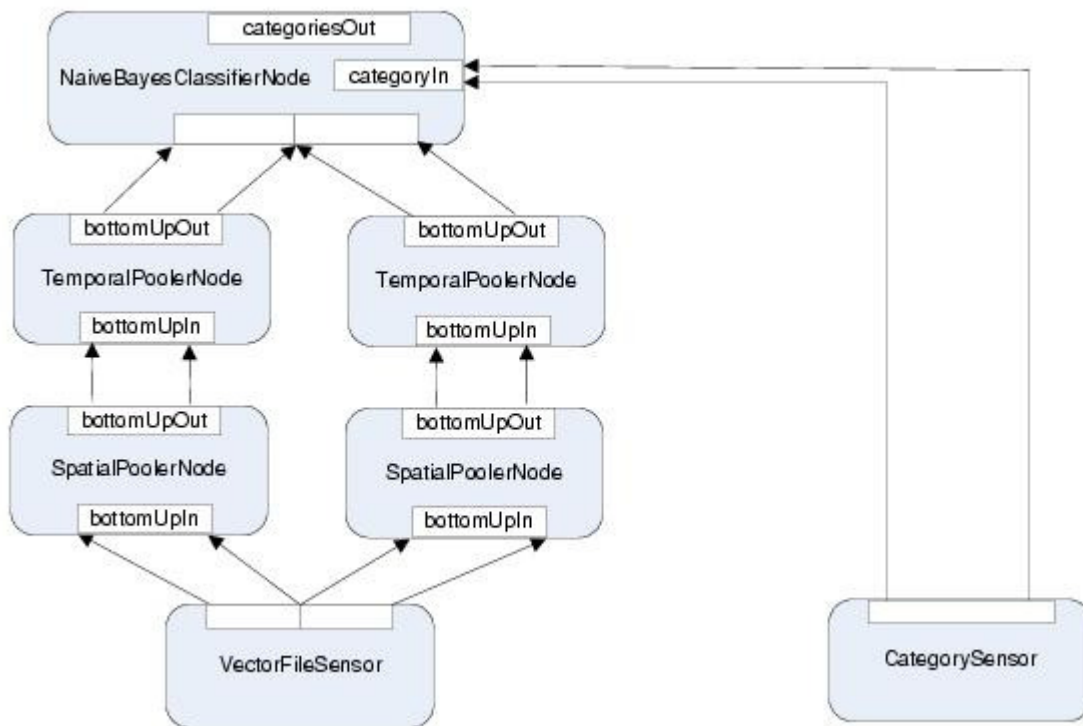 categoriesOut
NaiveBayesClassifierNode
categoryIn
bottomUpOut
bottomUpOut
TemporalPoolerNode
TemporalPoolerNode
bottomUpIn
bottomUpIn
bottomUpOut
bottomUpOut
SpatialPoolerNode
SpatialPoolerNode
bottomUpIn
bottomUpIn
VectorFileSensor
CategorySensor